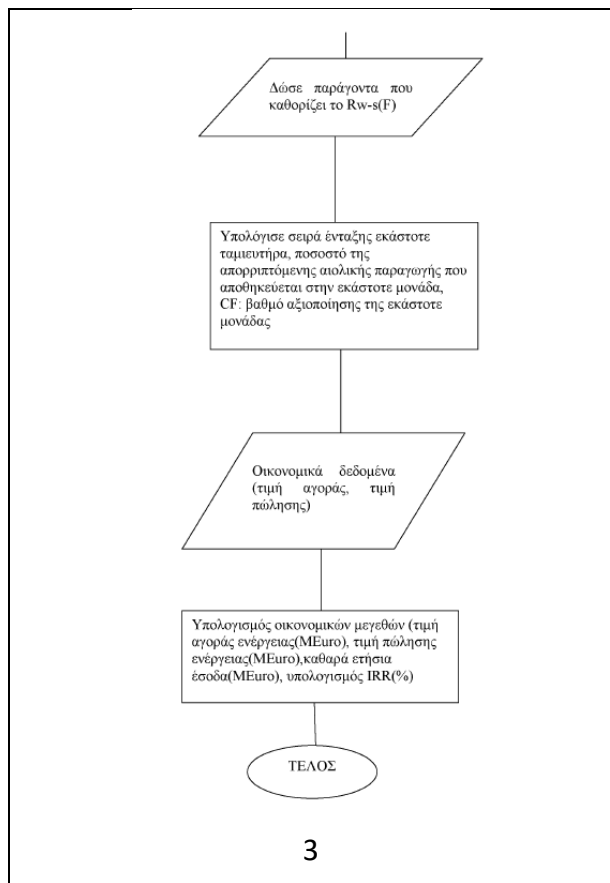 Δώσε παράγοντα που
καθορίζει το Rw-s(F)
Υπολόγισε σειρά ένταξης εκάστοτε
ταμιευτήρα, ποσοστό της
απορριπτόμενης αιολικής παραγωγής που
αποθηκεύεται στην εκάστοτε μονάδα,
CF: βαθμό αξιοποίησης της εκάστοτε
μονάδας
Οικονομικά δεδομένα
(τιμή αγοράς, τιμή
πώλησης)
Υπολογισμός οικονομικών μεγεθών (τιμή
αγοράς ενέργειας(MEuro), τιμή πώλησης
ενέργειας(MEuro),καθαρά ετήσια
έσοδα(MEuro), υπολογισμός IRR(%)
ΤΕΛΟΣ
3